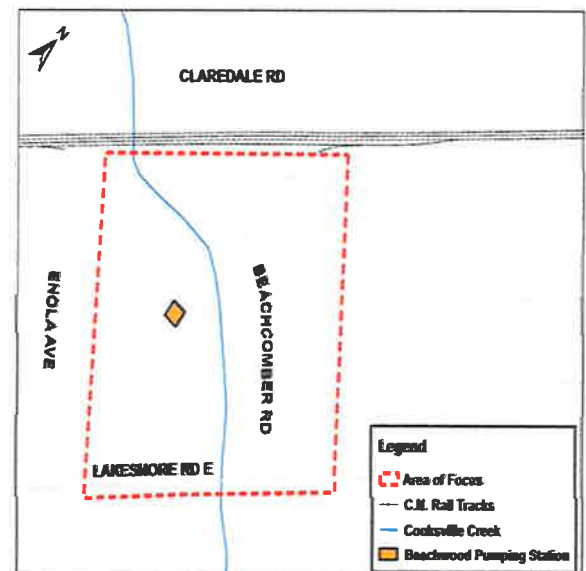 N
CLAREDALE RD
ENOLA AVE
BEACHCOMBER RD
LAKESHORE RD E
Legend
Area of Focus
C.N. Rail Tracks
Cooksville Creek
Beachwood Pumping Station